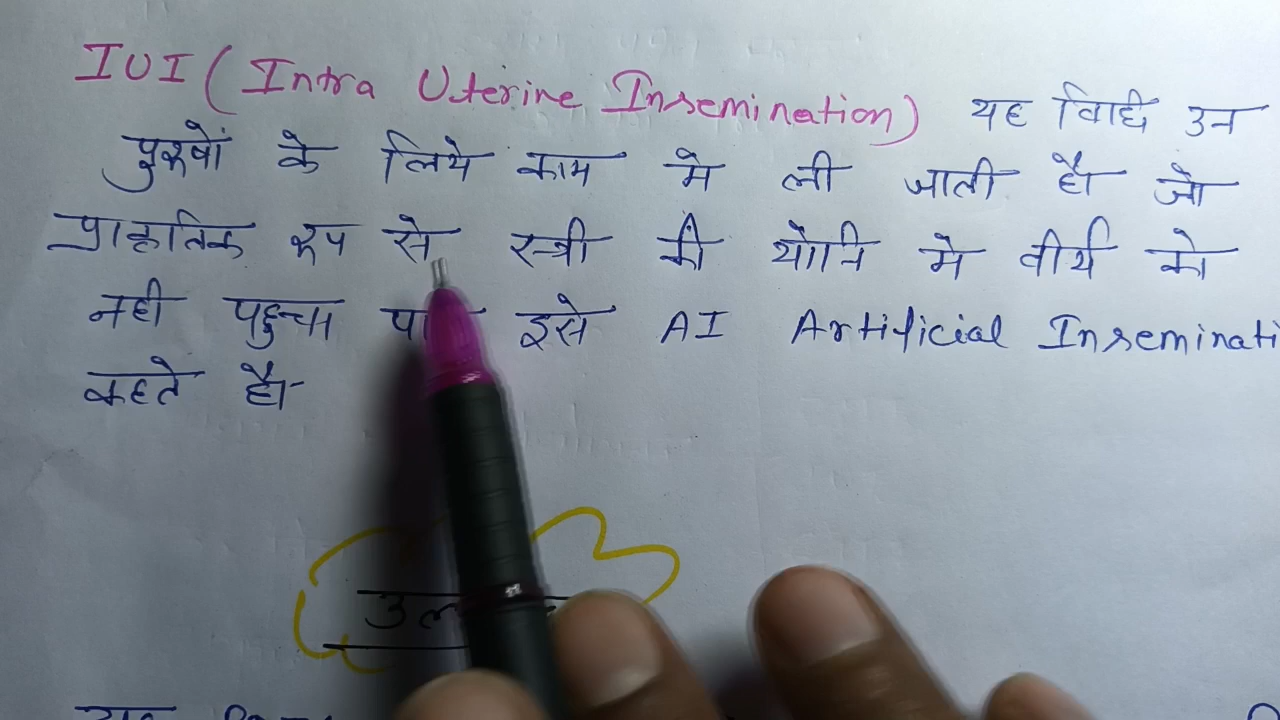 IUI ( Intra Uterine Insemination) यह विधि उन
पुरूषों के लिये काम मे ली जाती है जो
प्राकृतिक रूप से स्त्री की योनि मे वीर्य को
नही पहुन्चा इसे AI Artificial Inseminati
कहते है